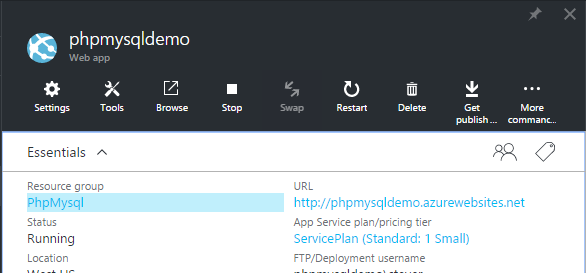 phpmysqldemo
Web app
Settings Tools Browse Stop Swap Restart Delete Get publish ... More commanc...
Essentials
Resource group
PhpMysql
URL
http://phpmysqldemo.azurewebsites.net
Status
Running
App Service plan/pricing tier
ServicePlan (Standard: 1 Small)
Location
West US
FTP/Deployment username